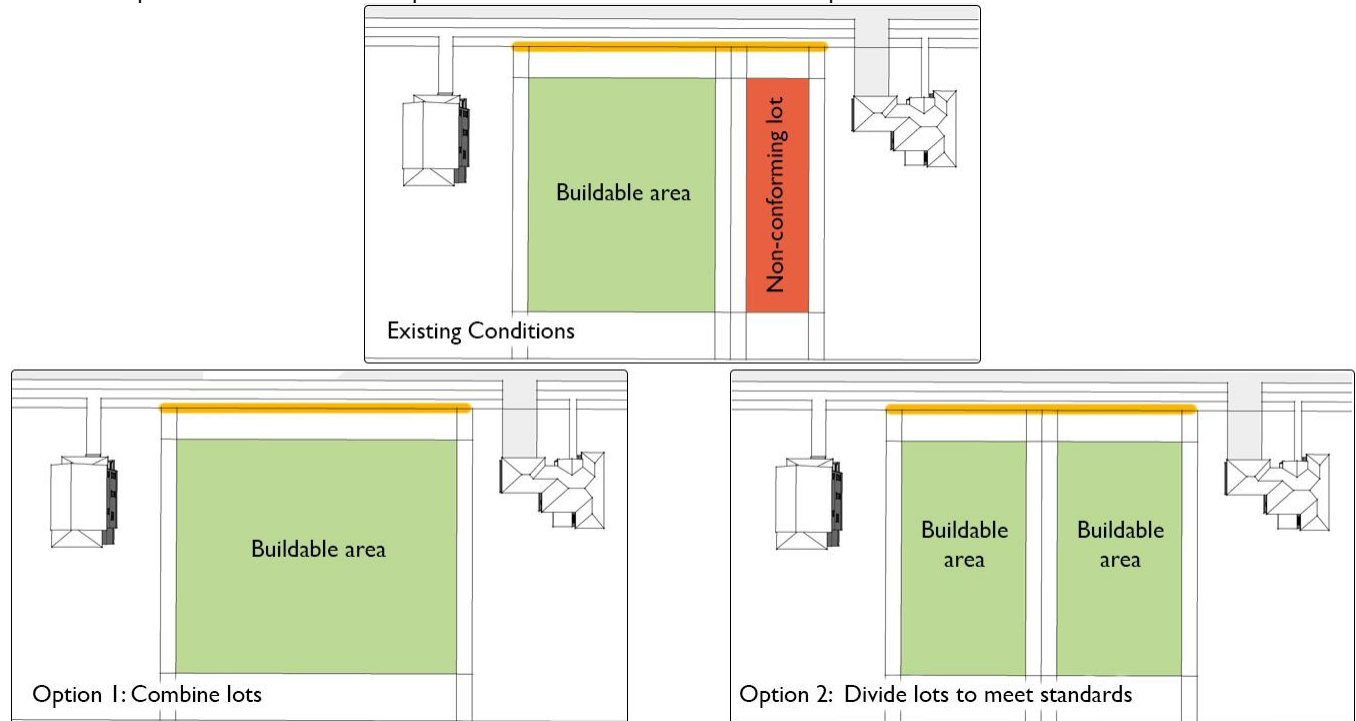 Buildable area
Non-conforming lot
Existing Conditions
Buildable area
Option 1: Combine lots
Buildable
area
Buildable
area
Option 2:  Divide lots to meet standards